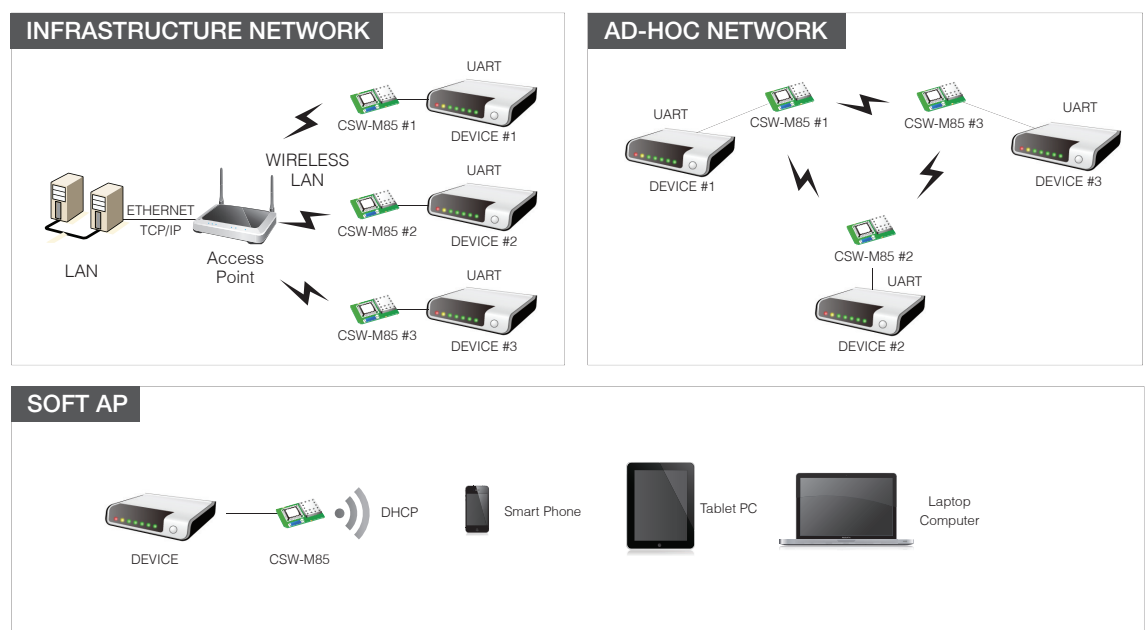 INFRASTRUCTURE NETWORK
UART
CSW-M85 #1
DEVICE #1
WIRELESS
LAN
UART
ETHERNET
TCP/IP
CSW-M85 #2
DEVICE #2
LAN
Access
Point
UART
CSW-M85 #3
DEVICE #3
AD-HOC NETWORK
UART
CSW-M85 #1
CSW-M85 #3
UART
DEVICE #1
DEVICE #3
CSW-M85 #2
UART
DEVICE #2
SOFT AP
DEVICE
CSW-M85
DHCP
Smart Phone
Tablet PC
Laptop
Computer